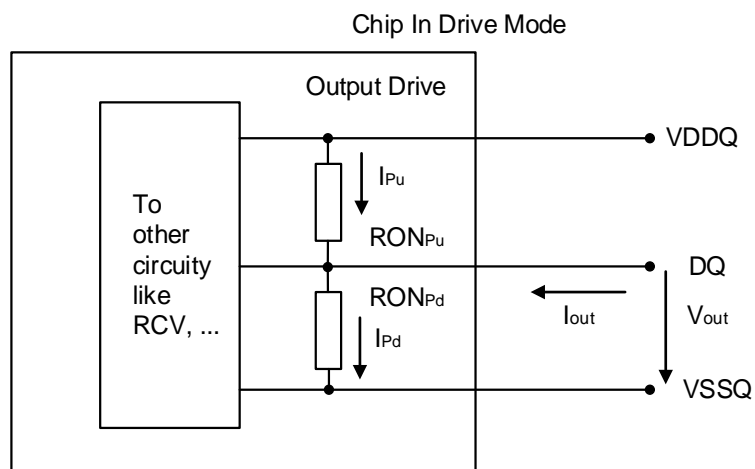 Chip In Drive Mode
Output Drive
VDDQ
IPu
To
other
circuity
like
RCV, ...
RONPu
DQ
RONPd
Iout
Vout
IPd
VSSQ